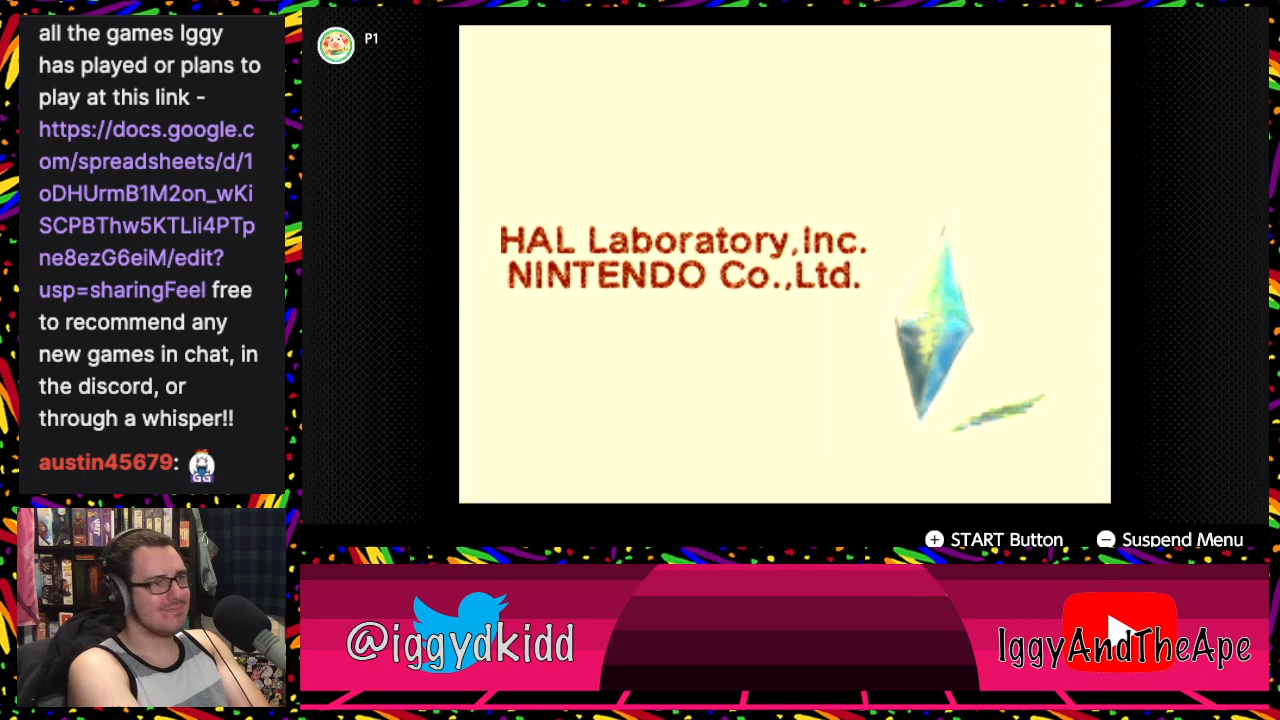 all the games Iggy
has played or plans to
play at this link -
https://docs.google.c
om/spreadsheets/d/1
oDHUrmB1M2on_wKi
SCPBThw5KTLli4PTp
ne8ezG6eiM/edit?
usp=sharingFeel free
to recommend any
new games in chat, in
the discord, or
through a whisper!!
austin45679:
GG
P1
HAL Laboratory,Inc.
NINTENDO Co.,Ltd.
START Button
Suspend Menu
@iggydkidd
IggyAndTheApe